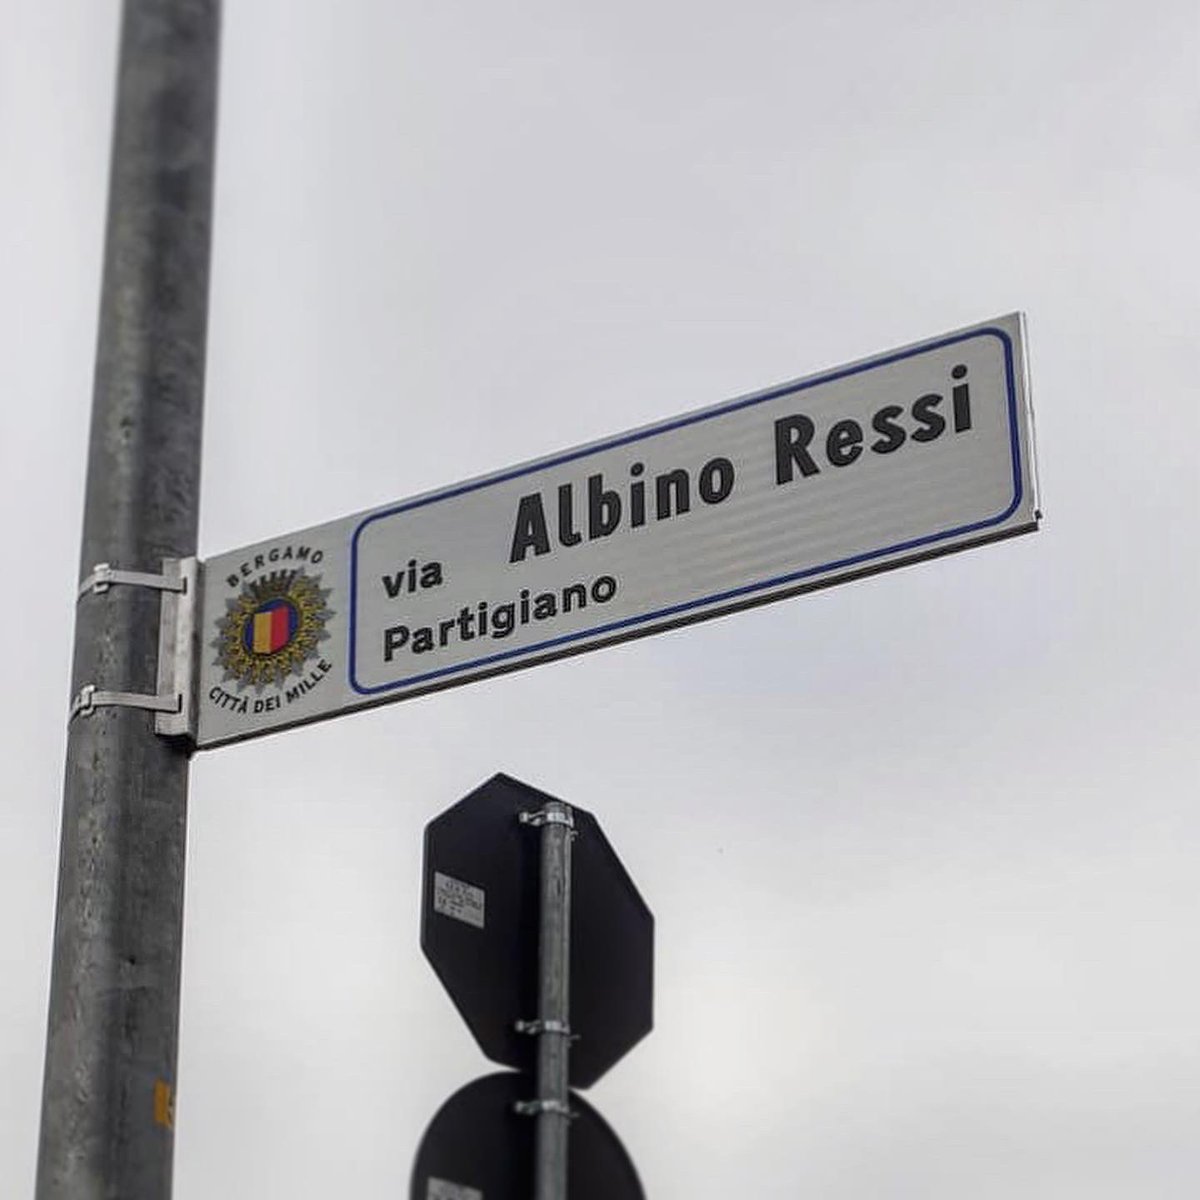 BERGAMO
CITTÀ DEI MILLE
via Albino Ressi
Partigiano